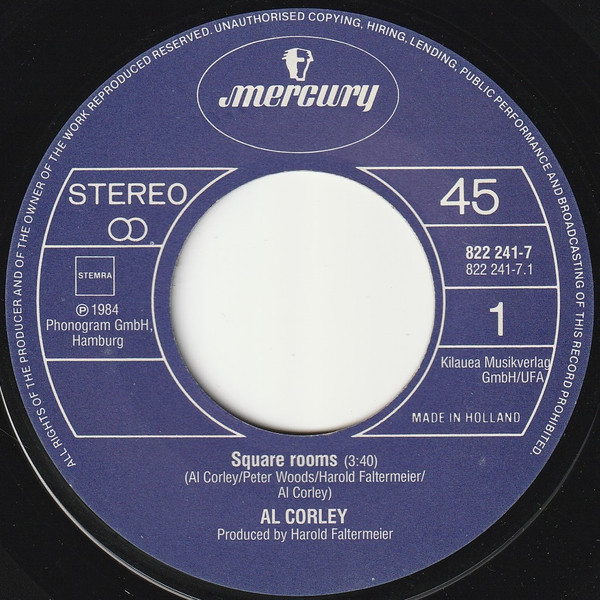 ALL RIGHTS OF THE PRODUCER AND OF THE OWNER OF THE WORK REPRODUCED RESERVED. UNAUTHORISED COPYING, HIRING, LENDING, PUBLIC PERFORMANCE AND BROADCASTING OF THIS RECORD PROHIBITED.
mercury
STEREO
45
822 241-7
822 241-7.1
STEMRA
℗ 1984
Phonogram GmbH,
Hamburg
1
Kilauea Musikverlag
GmbH/UFA
MADE IN HOLLAND
Square rooms (3:40)
(Al Corley/Peter Woods/Harold Faltermeier/
Al Corley)
AL CORLEY
Produced by Harold Faltermeier